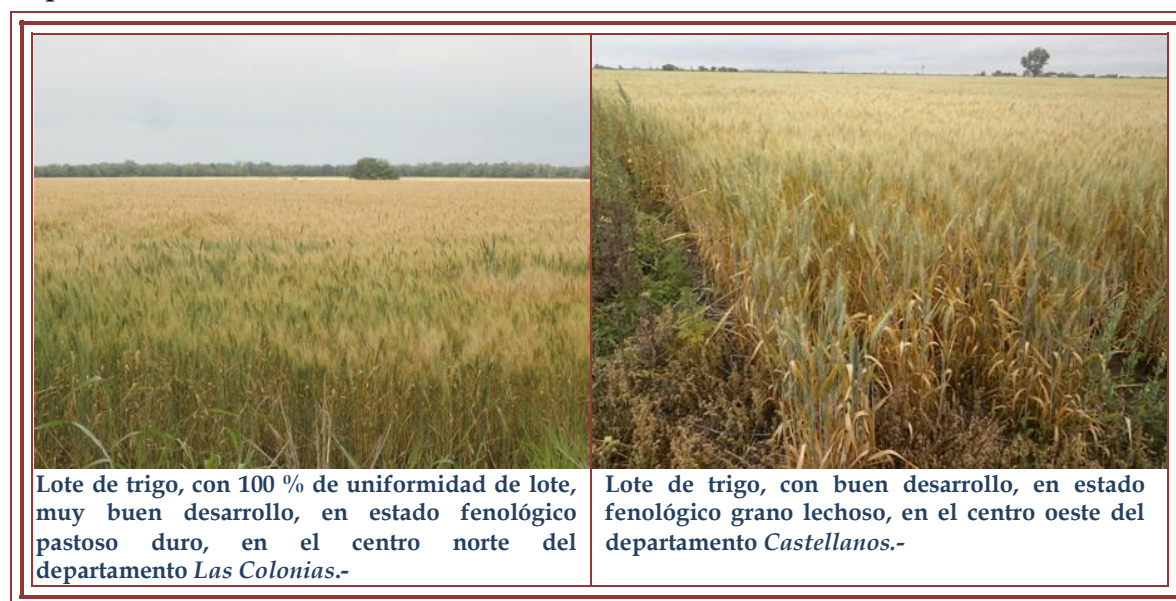 Lote de trigo, con 100 % de uniformidad de lote,
muy buen desarrollo, en estado fenológico
pastoso duro, en el centro norte del
departamento Las Colonias.-
Lote de trigo, con buen desarrollo, en estado
fenológico grano lechoso, en el centro oeste del
departamento Castellanos.-